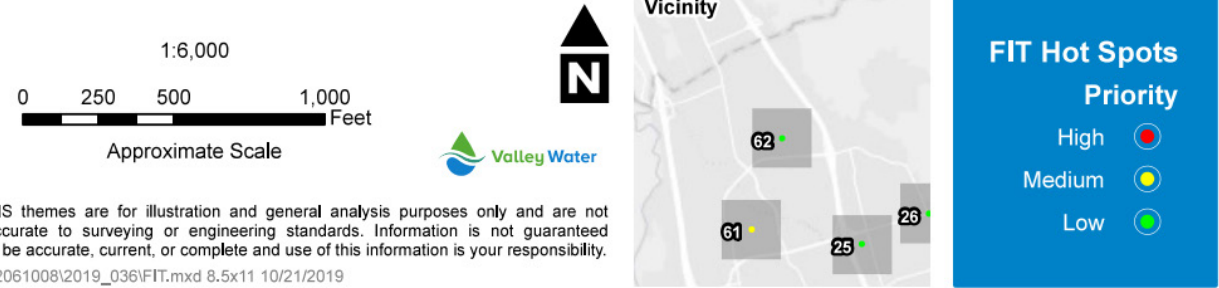 1:6,000
0 250 500 1,000
Feet
Approximate Scale
N
Valley Water
IS themes are for illustration and general analysis purposes only and are not
ccurate to surveying or engineering standards. Information is not guaranteed
be accurate, current, or complete and use of this information is your responsibility.
2061008\2019_036\FIT.mxd 8.5x11 10/21/2019
Vicinity
62
61
25
26
FIT Hot Spots
Priority
High
Medium
Low